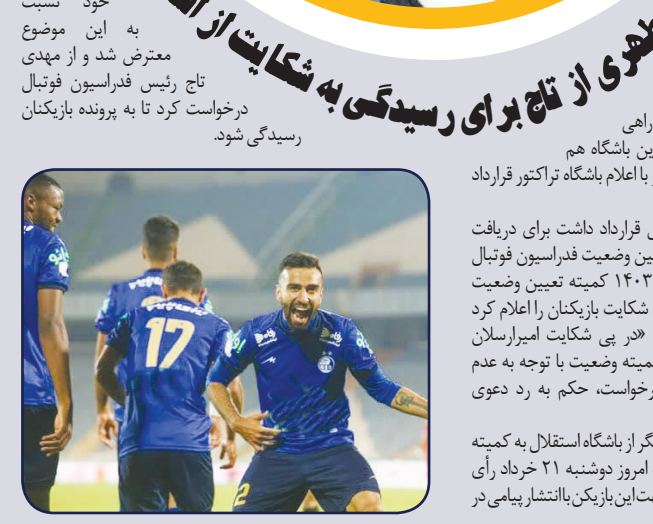 طهری از تاج برای رسیدگی به شکایت از
راهی
ین باشگاه هم
با اعلام باشگاه تراکتور قرارداد
قرارداد داشت برای دریافت
یین وضعیت فدراسیون فوتبال
۱۴۰۳ کمیته تعیین وضعیت
شکایت بازیکنان را اعلام کرد
«در پی شکایت امیرارسلان
کمیته وضعیت با توجه به عدم
درخواست، حکم به رد دعوی
یگر از باشگاه استقلال به کمیته
امروز دوشنبه ۲۱ خرداد رأی
این بازیکن با انتشار پیامی در
خود نسبت
به این موضوع
معترض شد و از مهدی
تاج رئیس فدراسیون فوتبال
درخواست کرد تا به پرونده بازیکنان
رسیدگی شود.
17
2